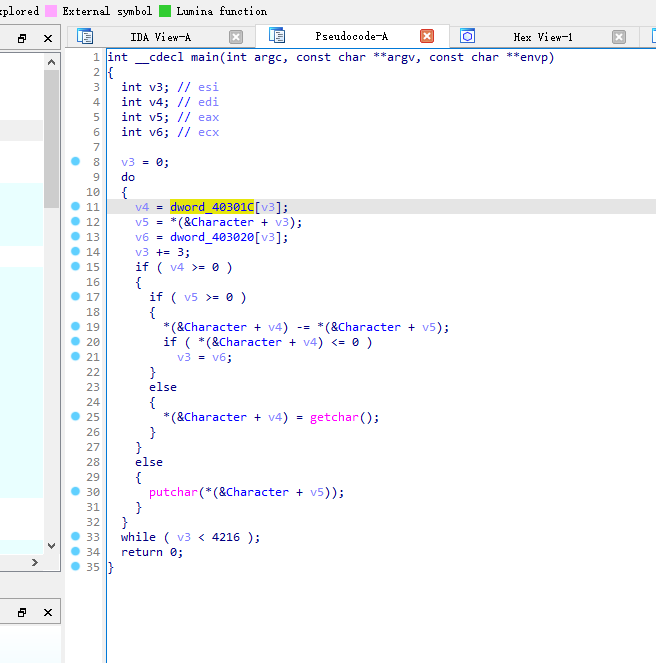 xplored External symbol Lumina function
IDA View-A Pseudocode-A Hex View-1
1 int __cdecl main(int argc, const char **argv, const char **envp)
2 {
3 int v3; // esi
4 int v4; // edi
5 int v5; // eax
6 int v6; // ecx
7
8 v3 = 0;
9 do
10 {
11 v4 = dword_40301C[v3];
12 v5 = *(&Character + v3);
13 v6 = dword_403020[v3];
14 v3 += 3;
15 if ( v4 >= 0 )
16 {
17 if ( v5 >= 0 )
18 {
19 *(&Character + v4) -= *(&Character + v5);
20 if ( *(&Character + v4) <= 0 )
21 v3 = v6;
22 }
23 else
24 {
25 *(&Character + v4) = getchar();
26 }
27 }
28 else
29 {
30 putchar(*(&Character + v5));
31 }
32 }
33 while ( v3 < 4216 );
34 return 0;
35 }